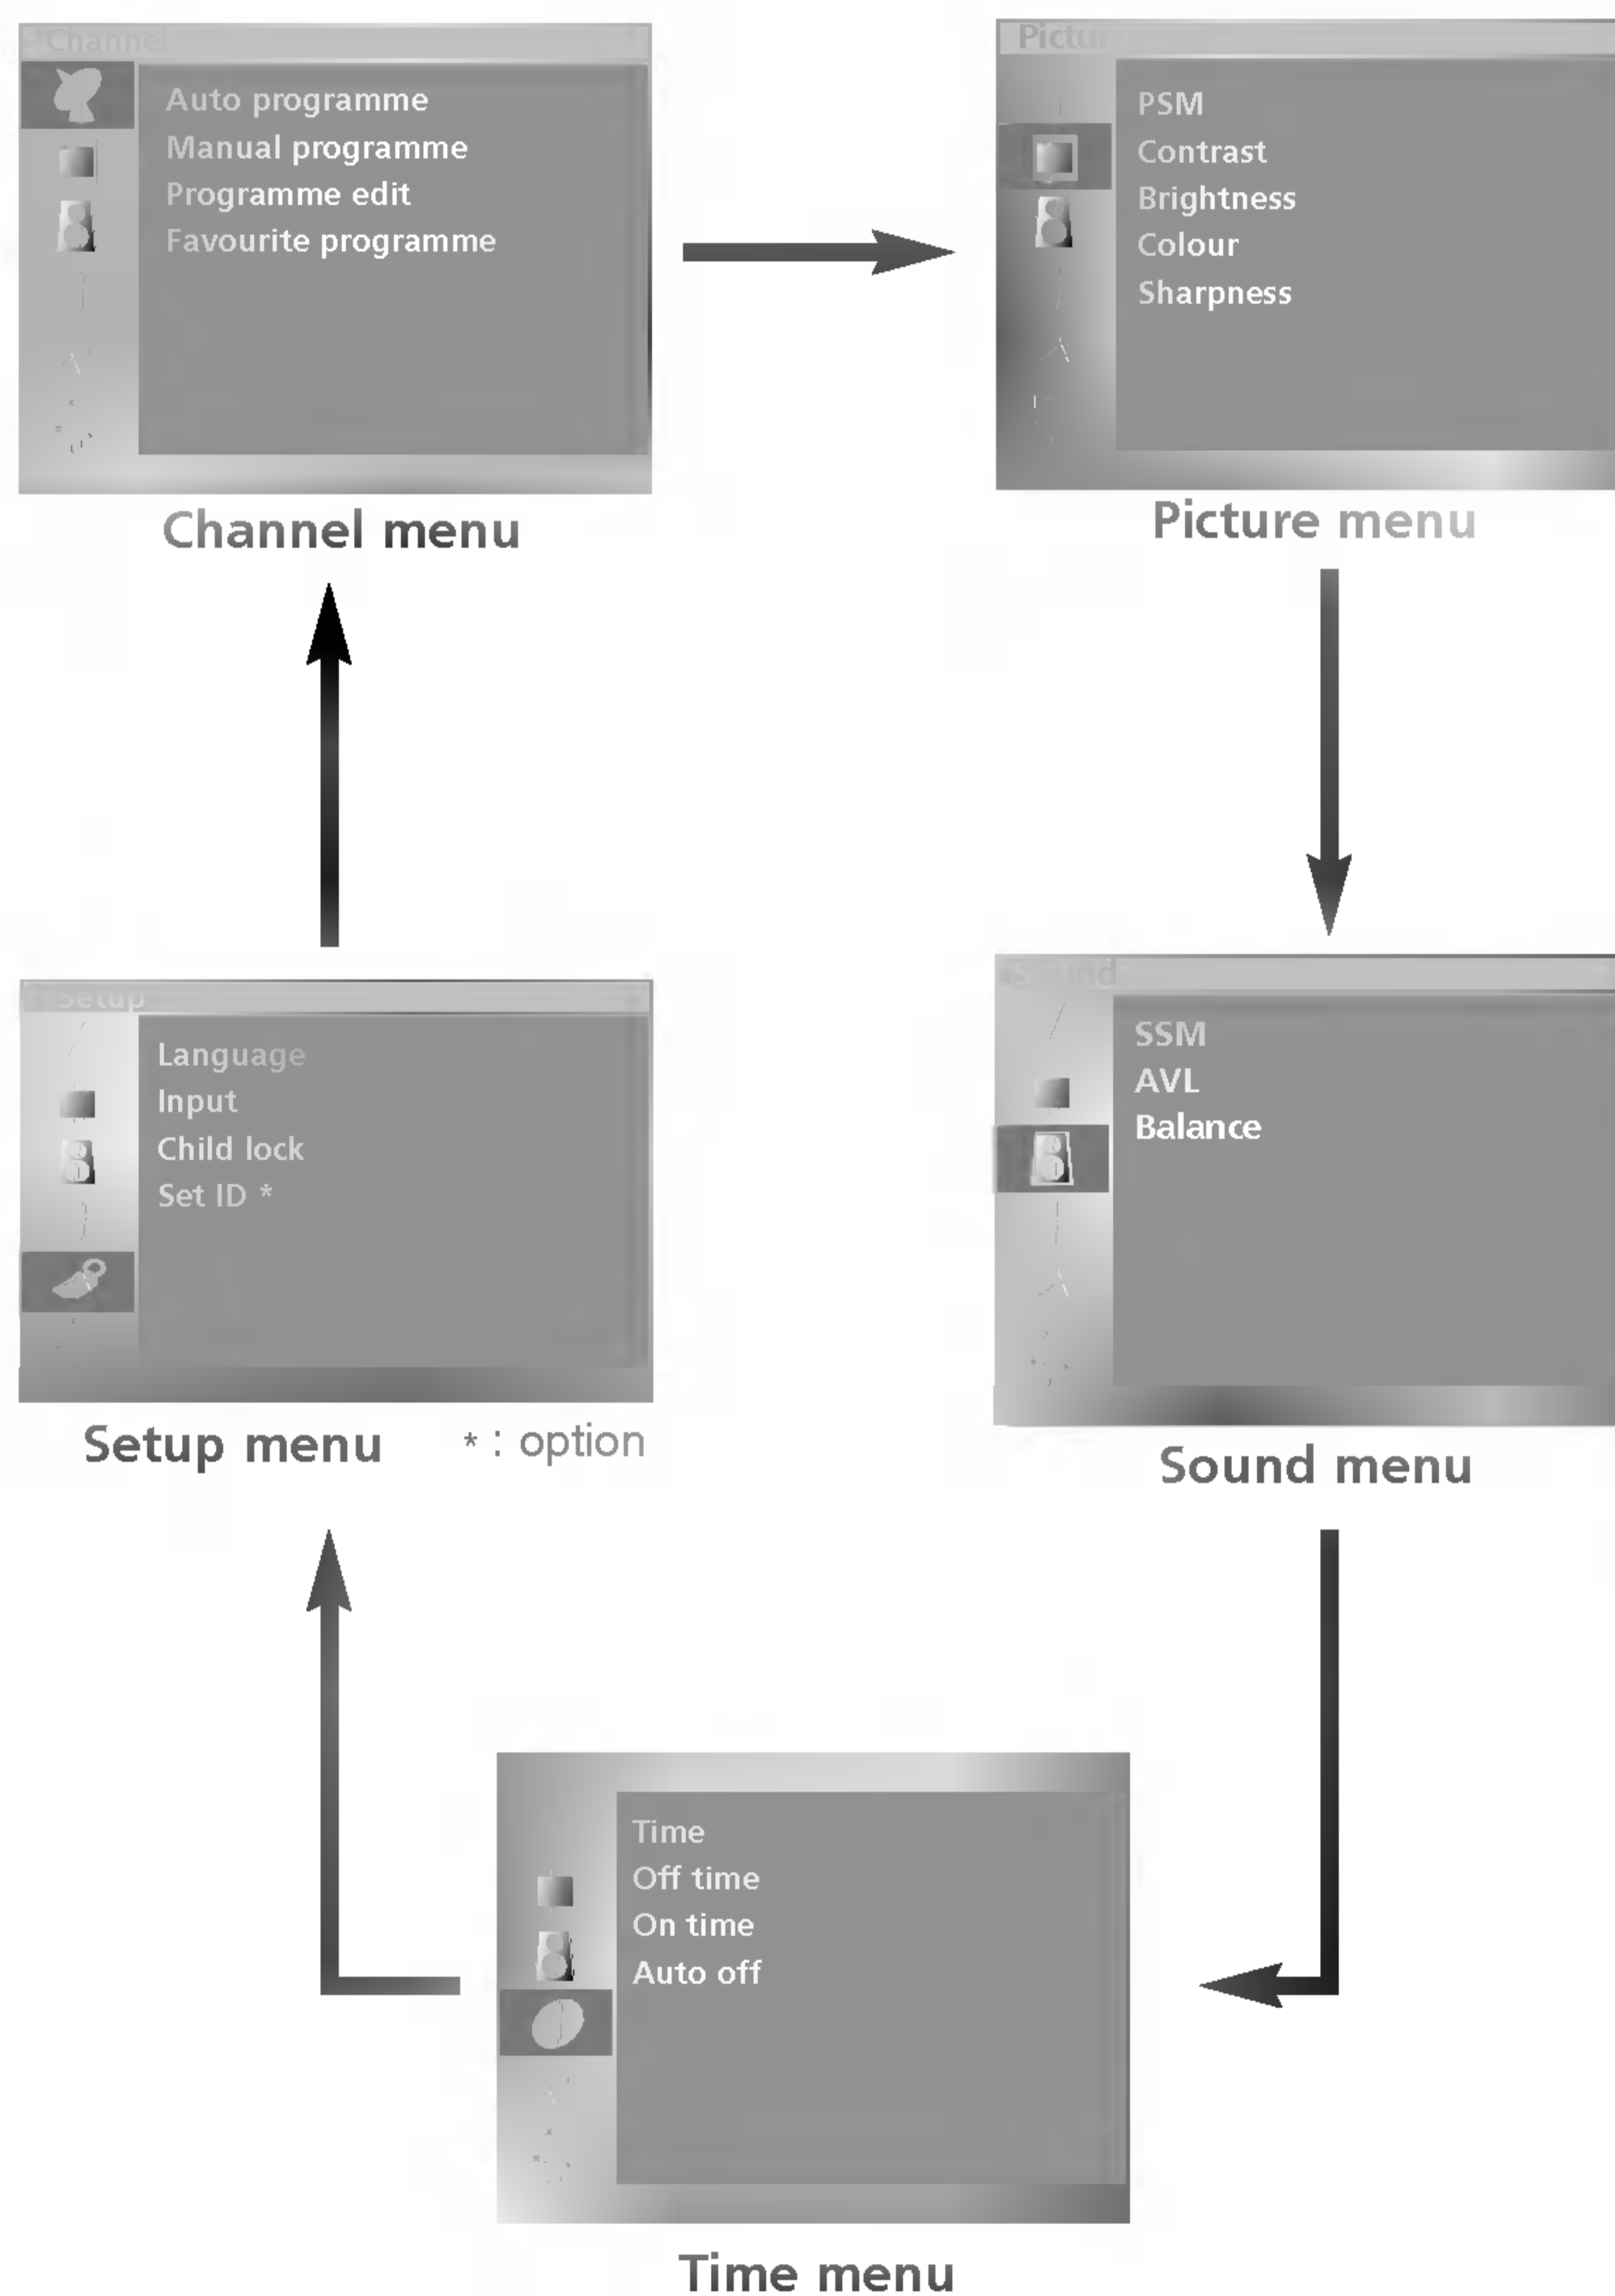 Channel
Auto programme
Manual programme
Programme edit
Favourite programme
Channel menu
Picture
PSM
Contrast
Brightness
Colour
Sharpness
Picture menu
Setup
Language
Input
Child lock
Set ID *
Setup menu
* : option
Sound
SSM
AVL
Balance
Sound menu
Time
Off time
On time
Auto off
Time menu